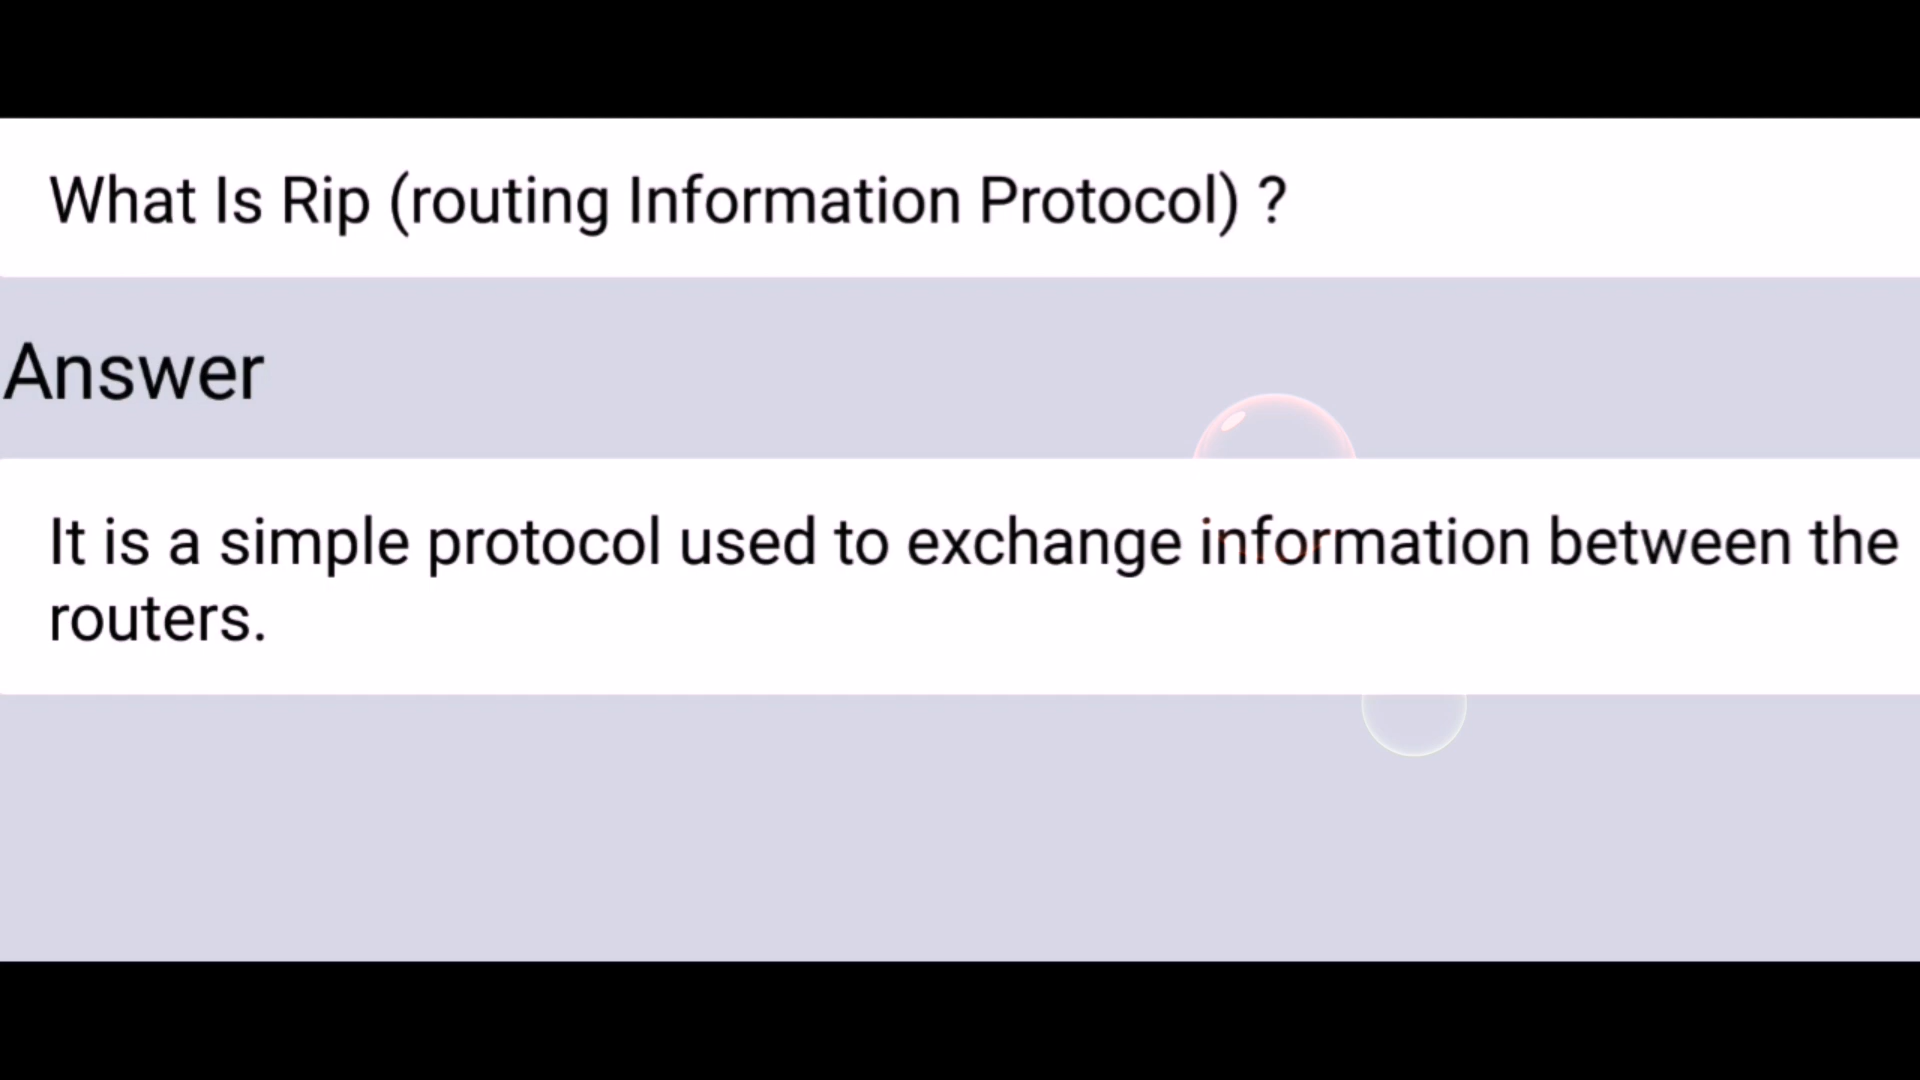 What Is Rip (routing Information Protocol) ?
Answer
It is a simple protocol used to exchange information between the
routers.